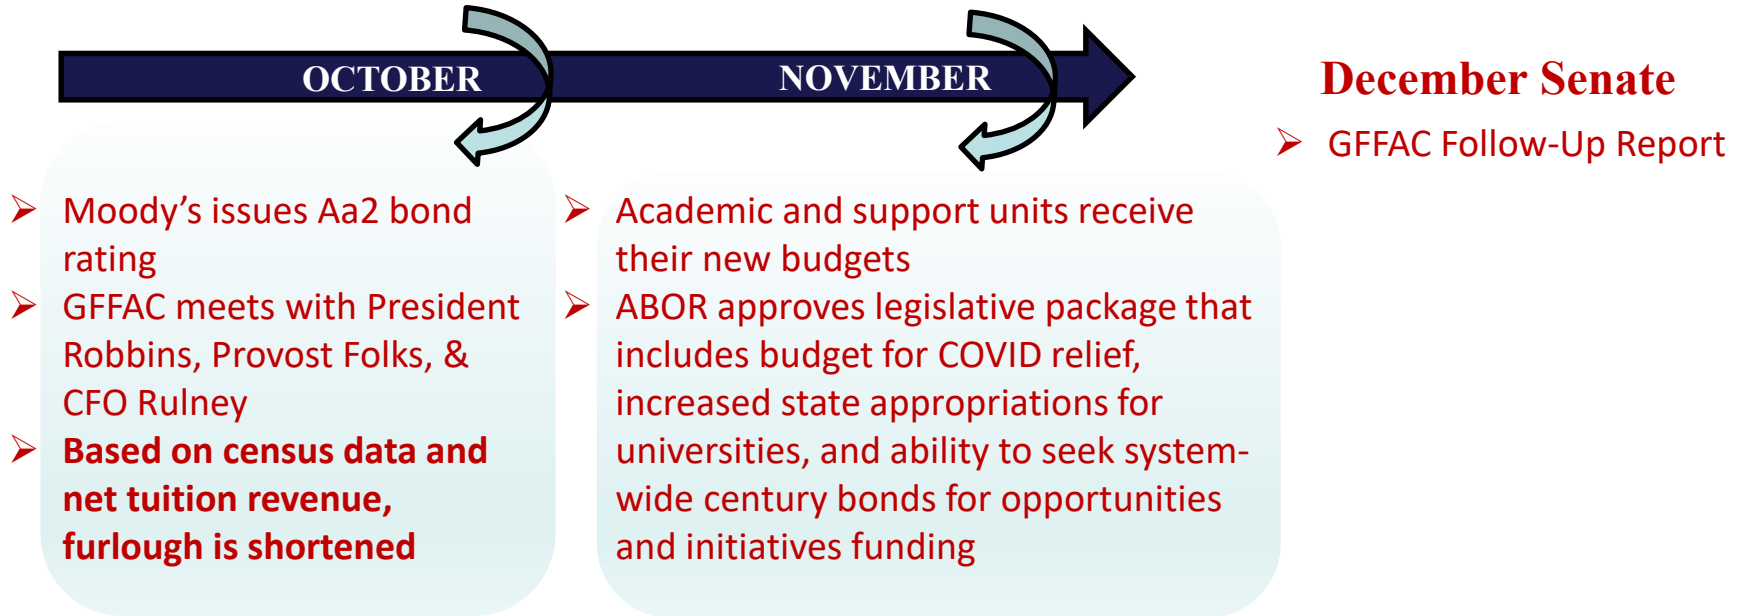 OCTOBER
NOVEMBER
December Senate
➢ GFFAC Follow-Up Report
➢ Moody’s issues Aa2 bond
rating
➢ GFFAC meets with President
Robbins, Provost Folks, &
CFO Rulney
➢ Based on census data and
net tuition revenue,
furlough is shortened
➢ Academic and support units receive
their new budgets
➢ ABOR approves legislative package that
includes budget for COVID relief,
increased state appropriations for
universities, and ability to seek system-
wide century bonds for opportunities
and initiatives funding